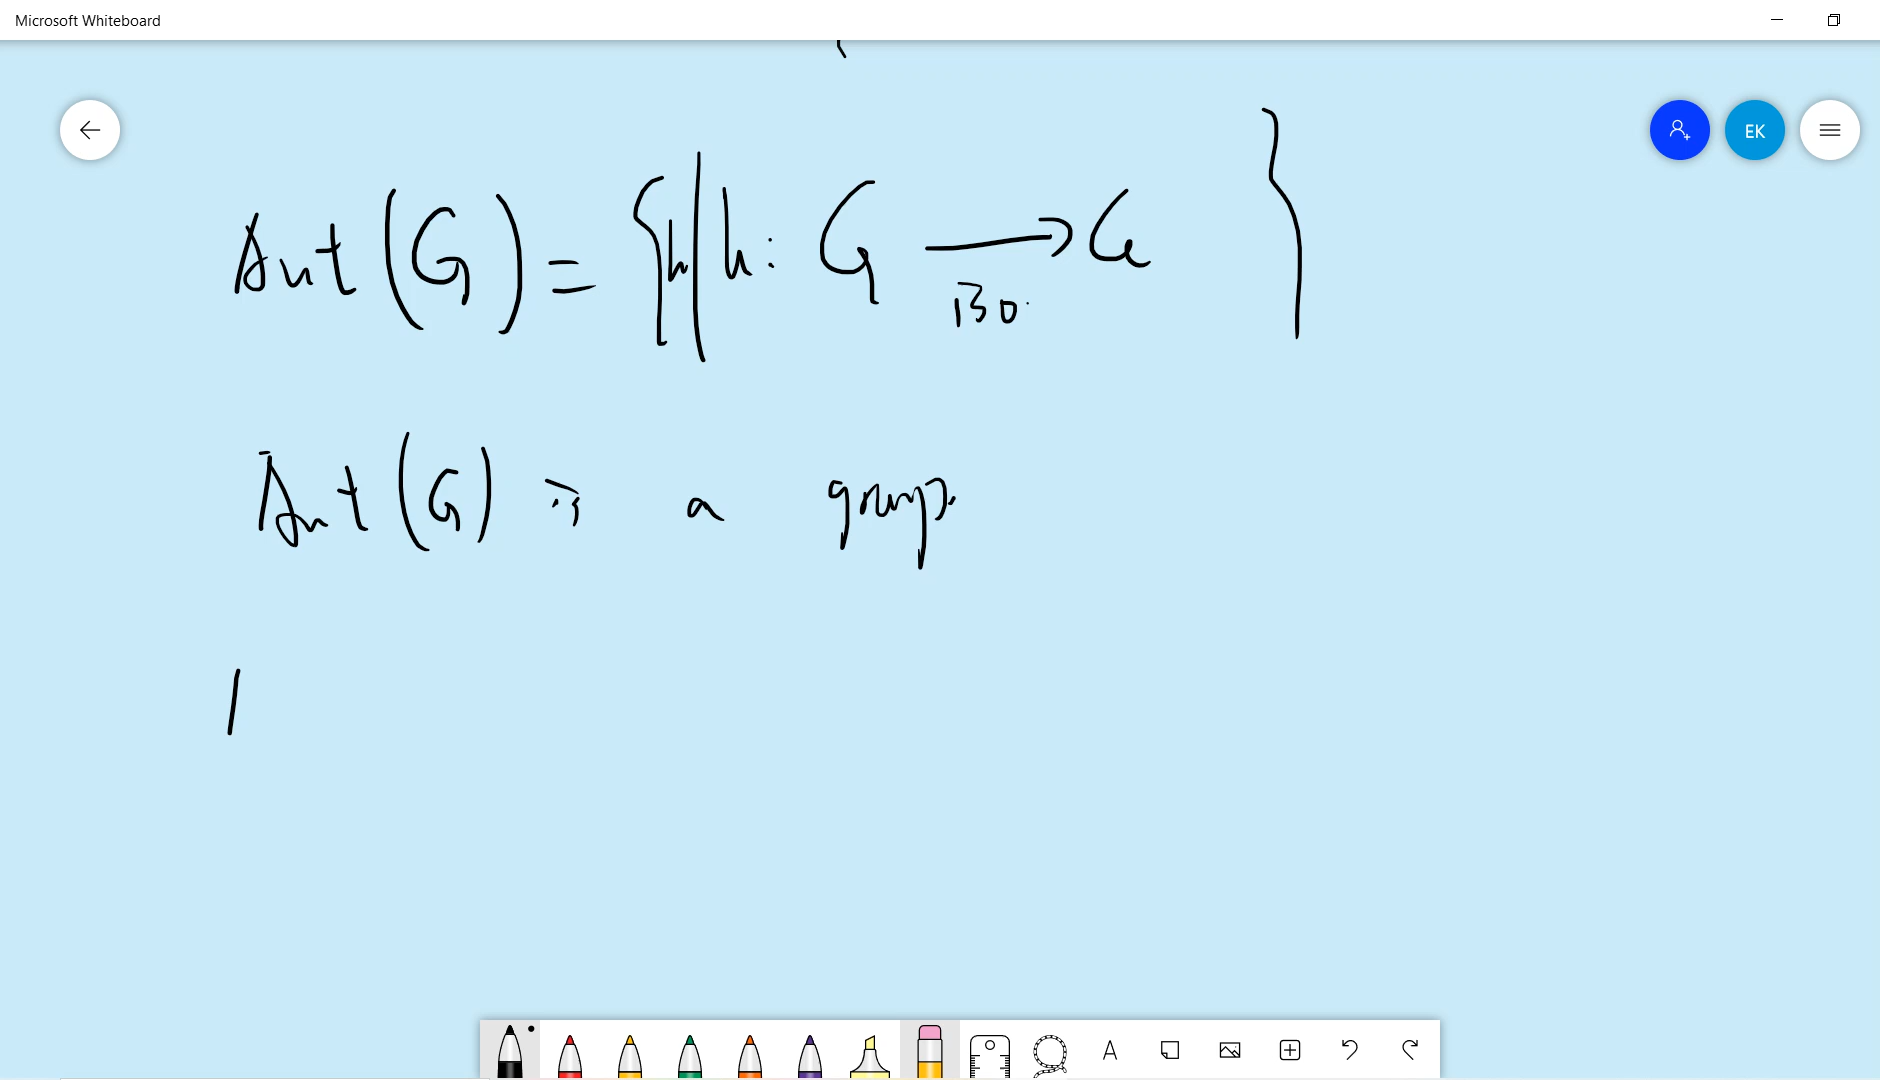 Microsoft Whiteboard
EK
Aut(G) = {h | h: G → G }
iso.
Aut(G) is a group.
A